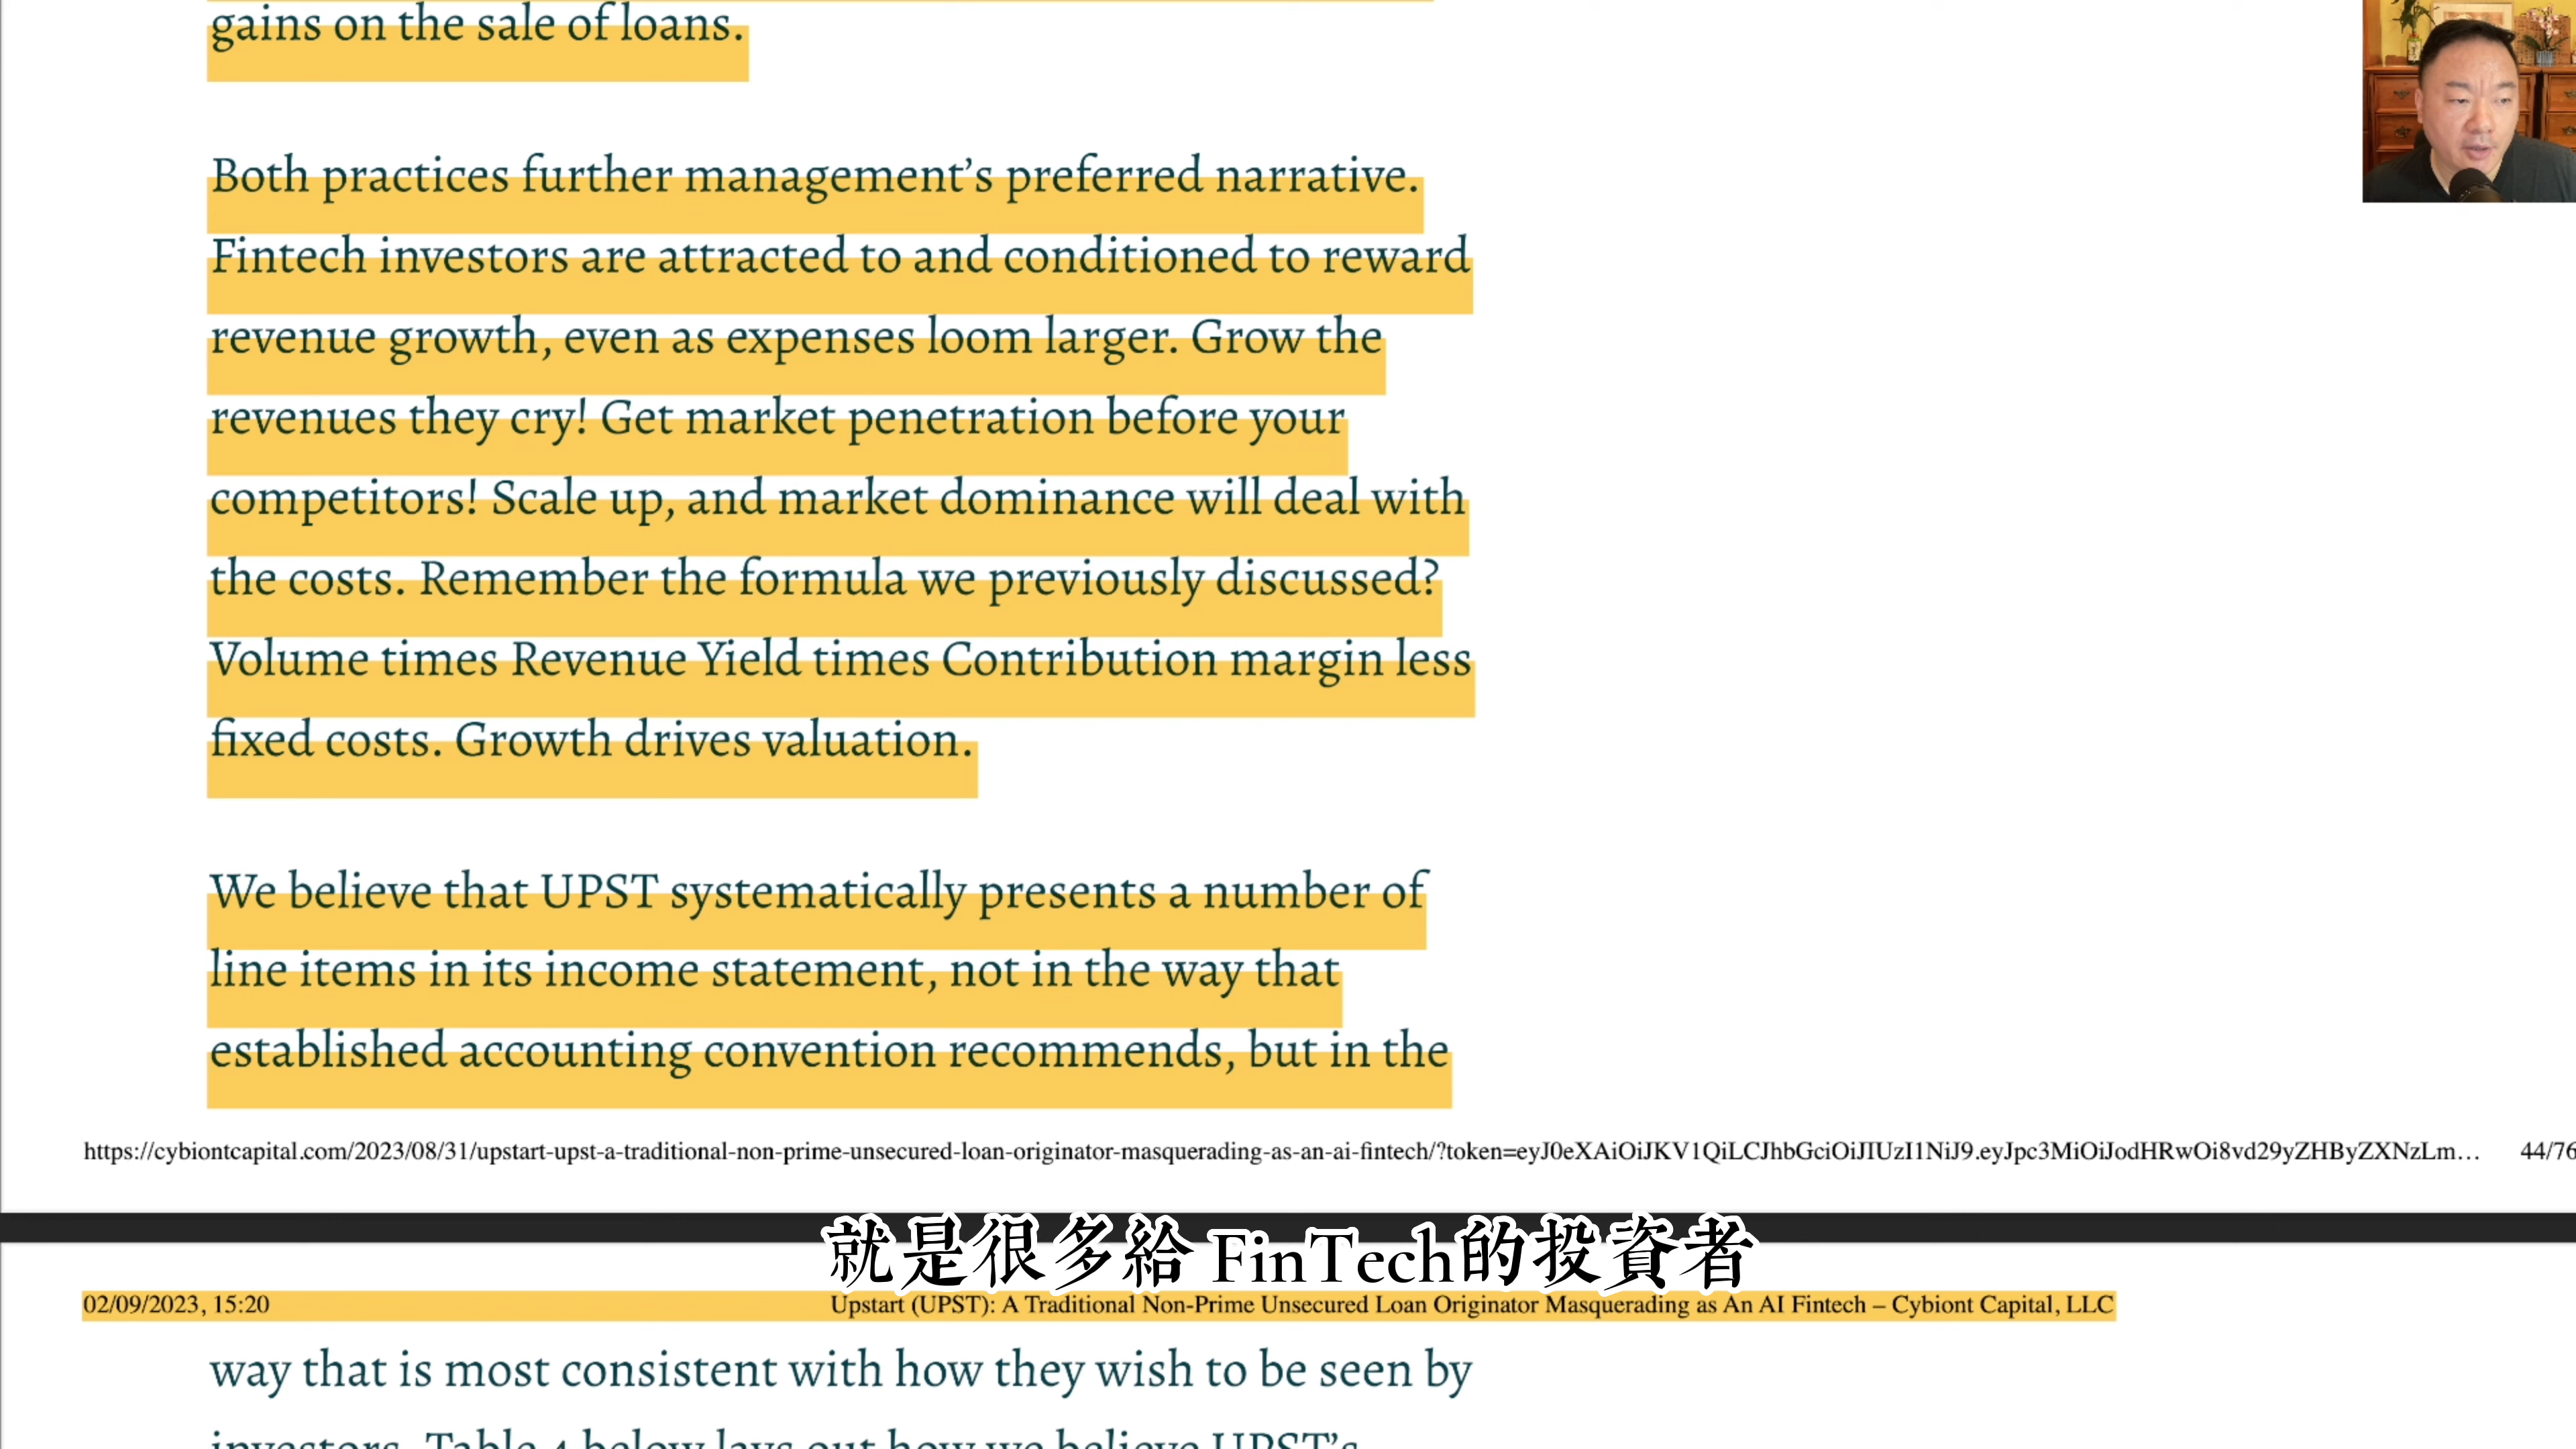 gains on the sale of loans.
Both practices further management’s preferred narrative.
Fintech investors are attracted to and conditioned to reward
revenue growth, even as expenses loom larger. Grow the
revenues they cry! Get market penetration before your
competitors! Scale up, and market dominance will deal with
the costs. Remember the formula we previously discussed?
Volume times Revenue Yield times Contribution margin less
fixed costs. Growth drives valuation.
We believe that UPST systematically presents a number of
line items in its income statement, not in the way that
established accounting convention recommends, but in the
https://cybiontcapital.com/2023/08/31/upstart-upst-a-traditional-non-prime-unsecured-loan-originator-masquerading-as-an-ai-fintech/?token=eyJ0eXAiOiJKV1QiLCJhbGciOiJIUzI1NiJ9.eyJpc3MiOiJodHRwOi8vd29yZHByZXNzLm… 44/76
就是很多給 FinTech的投資者
02/09/2023, 15:20 Upstart (UPST): A Traditional Non-Prime Unsecured Loan Originator Masquerading as An AI Fintech – Cybiont Capital, LLC
way that is most consistent with how they wish to be seen by
investors. Table 4 below lays out how we believe UPST’s